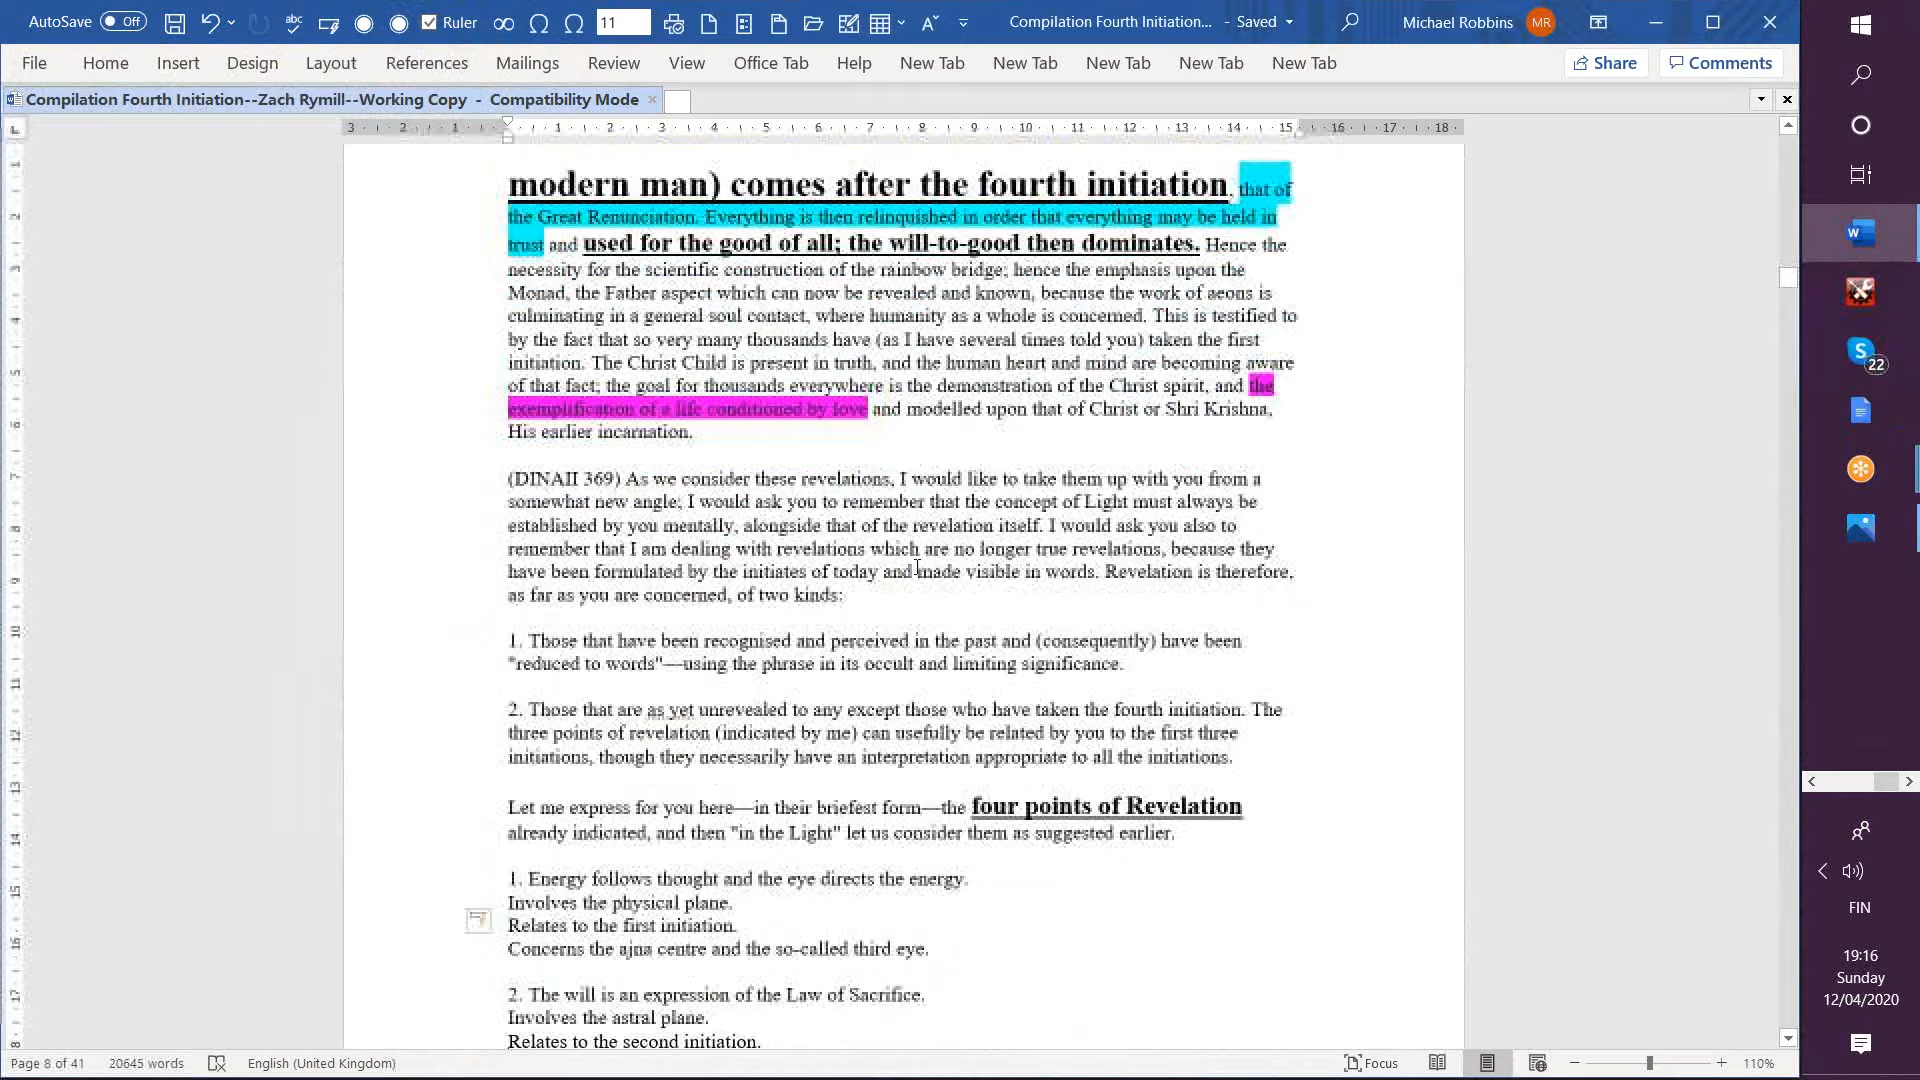 AutoSave Off abc Ruler 11 Compilation Fourth Initiation... - Saved Michael Robbins MR
File Home Insert Design Layout References Mailings Review View Office Tab Help New Tab New Tab New Tab New Tab New Tab Share Comments
Compilation Fourth Initiation--Zach Rymill--Working Copy - Compatibility Mode
3 2 1 1 2 3 4 5 6 7 8 9 10 11 12 13 14 15 16 17 18
modern man) comes after the fourth initiation, that of
the Great Renunciation. Everything is then relinquished in order that everything may be held in
trust and used for the good of all; the will-to-good then dominates. Hence the
necessity for the scientific construction of the rainbow bridge; hence the emphasis upon the
Monad, the Father aspect which can now be revealed and known, because the work of aeons is
culminating in a general soul contact, where humanity as a whole is concerned. This is testified to
by the fact that so very many thousands have (as I have several times told you) taken the first
initiation. The Christ Child is present in truth, and the human heart and mind are becoming aware
of that fact; the goal for thousands everywhere is the demonstration of the Christ spirit, and the
exemplification of a life conditioned by love and modelled upon that of Christ or Shri Krishna,
His earlier incarnation.
(DINAII 369) As we consider these revelations, I would like to take them up with you from a
somewhat new angle; I would ask you to remember that the concept of Light must always be
established by you mentally, alongside that of the revelation itself. I would ask you also to
remember that I am dealing with revelations which are no longer true revelations, because they
have been formulated by the initiates of today and made visible in words. Revelation is therefore,
as far as you are concerned, of two kinds:
1. Those that have been recognised and perceived in the past and (consequently) have been
"reduced to words"—using the phrase in its occult and limiting significance.
2. Those that are as yet unrevealed to any except those who have taken the fourth initiation. The
three points of revelation (indicated by me) can usefully be related by you to the first three
initiations, though they necessarily have an interpretation appropriate to all the initiations.
Let me express for you here—in their briefest form—the four points of Revelation
already indicated, and then "in the Light" let us consider them as suggested earlier.
1. Energy follows thought and the eye directs the energy.
Involves the physical plane.
Relates to the first initiation.
Concerns the ajna centre and the so-called third eye.
2. The will is an expression of the Law of Sacrifice.
Involves the astral plane.
Relates to the second initiation.
Page 8 of 41 20645 words English (United Kingdom) Focus 110%
22
FIN
19:16
Sunday
12/04/2020